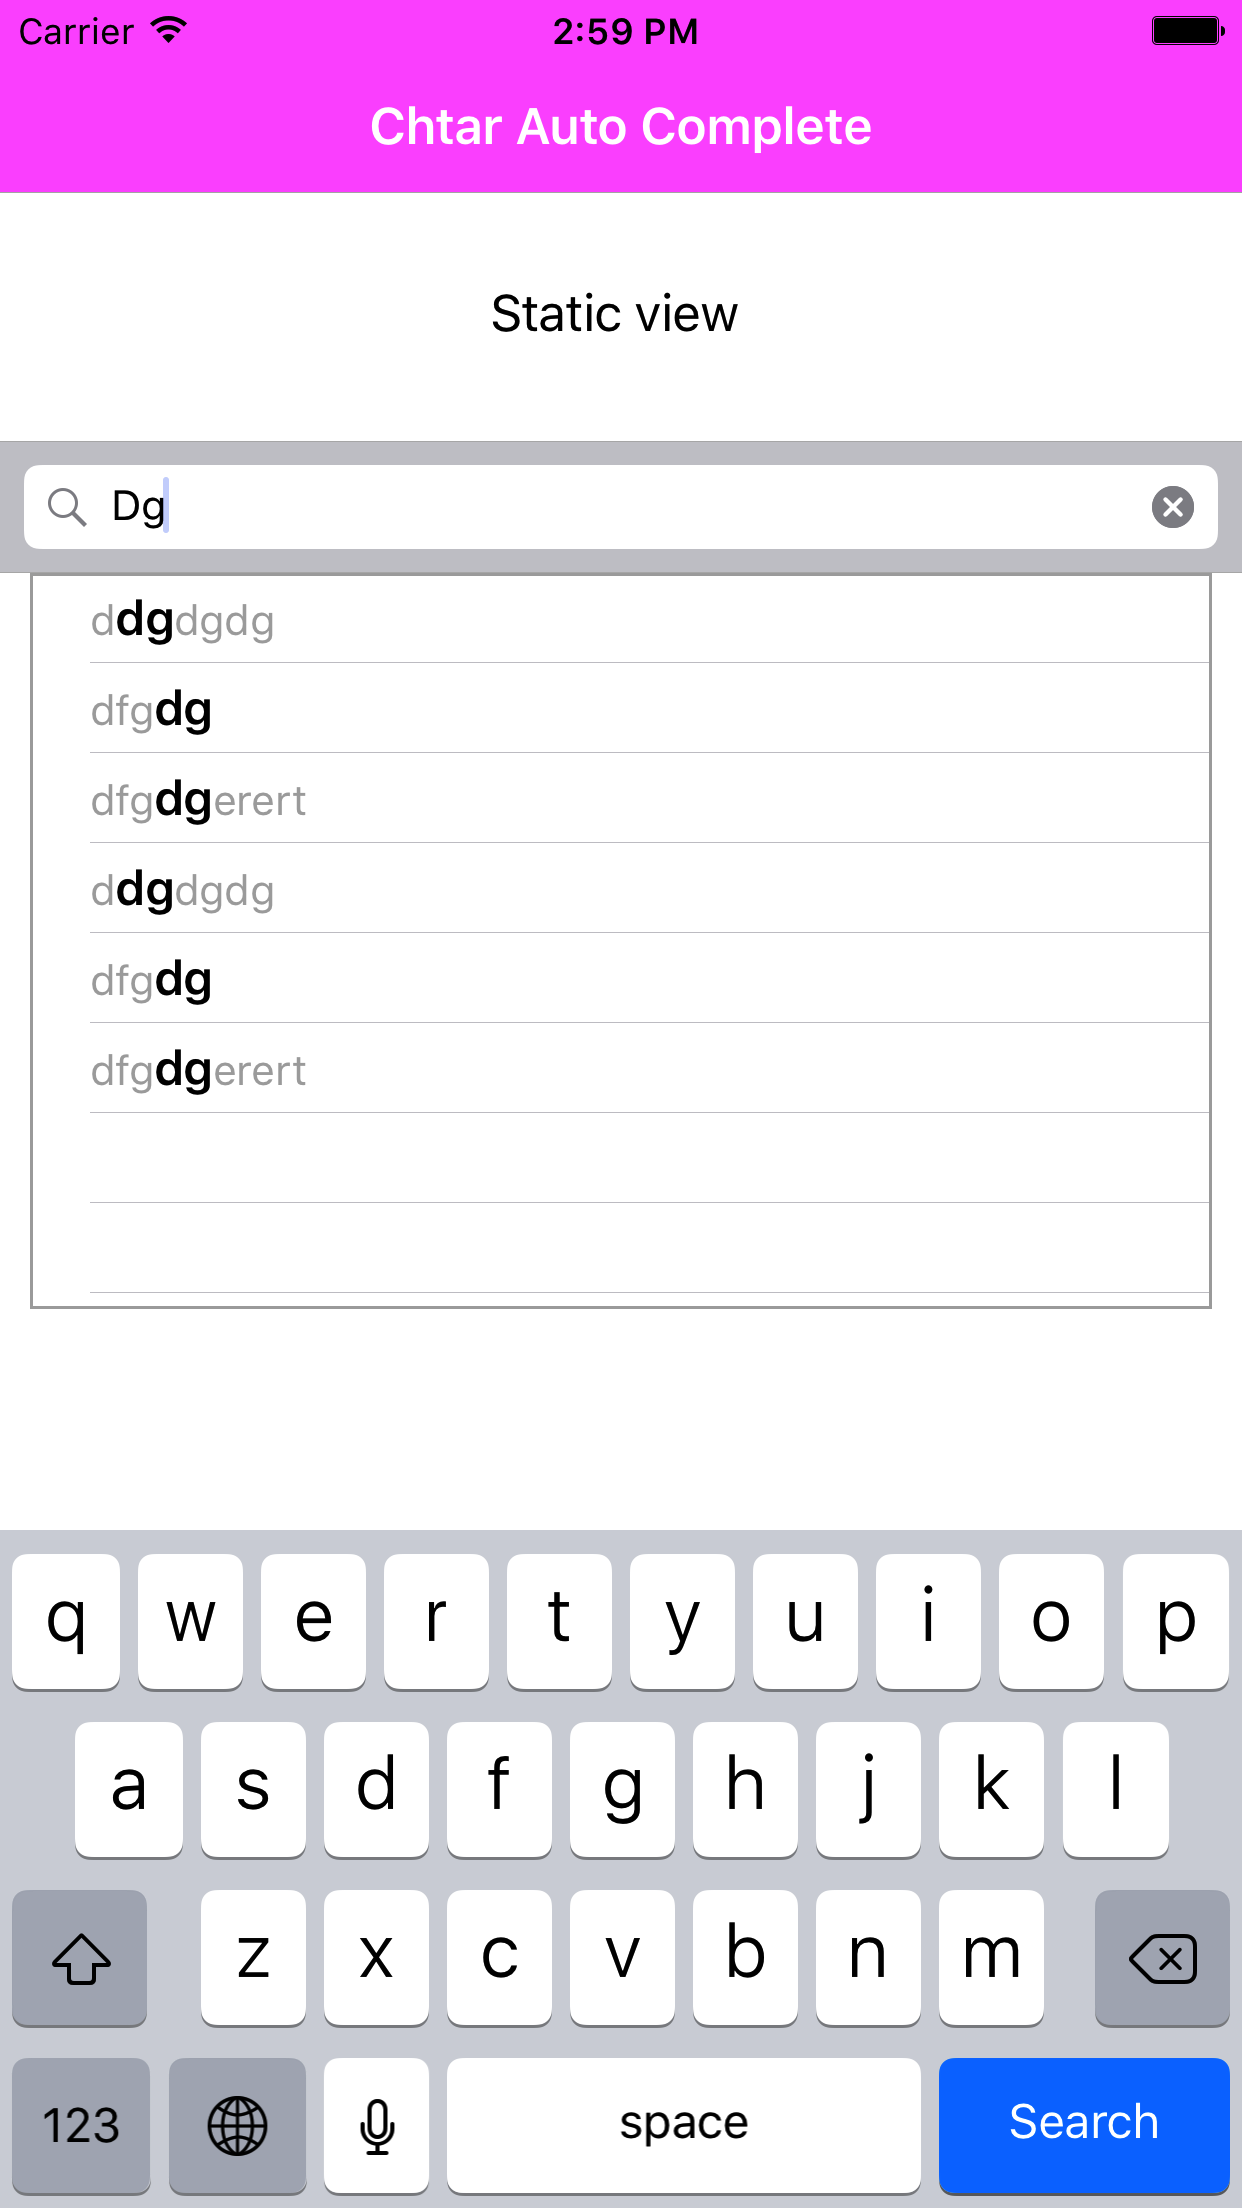 Carrier 2:59 PM
Chtar Auto Complete
Static view
Dg
ddgdgdg
dfgdg
dfgdgerert
ddgdgdg
dfgdg
dfgdgerert
q w e r t y u i o p
a s d f g h j k l
z x c v b n m
123 space Search